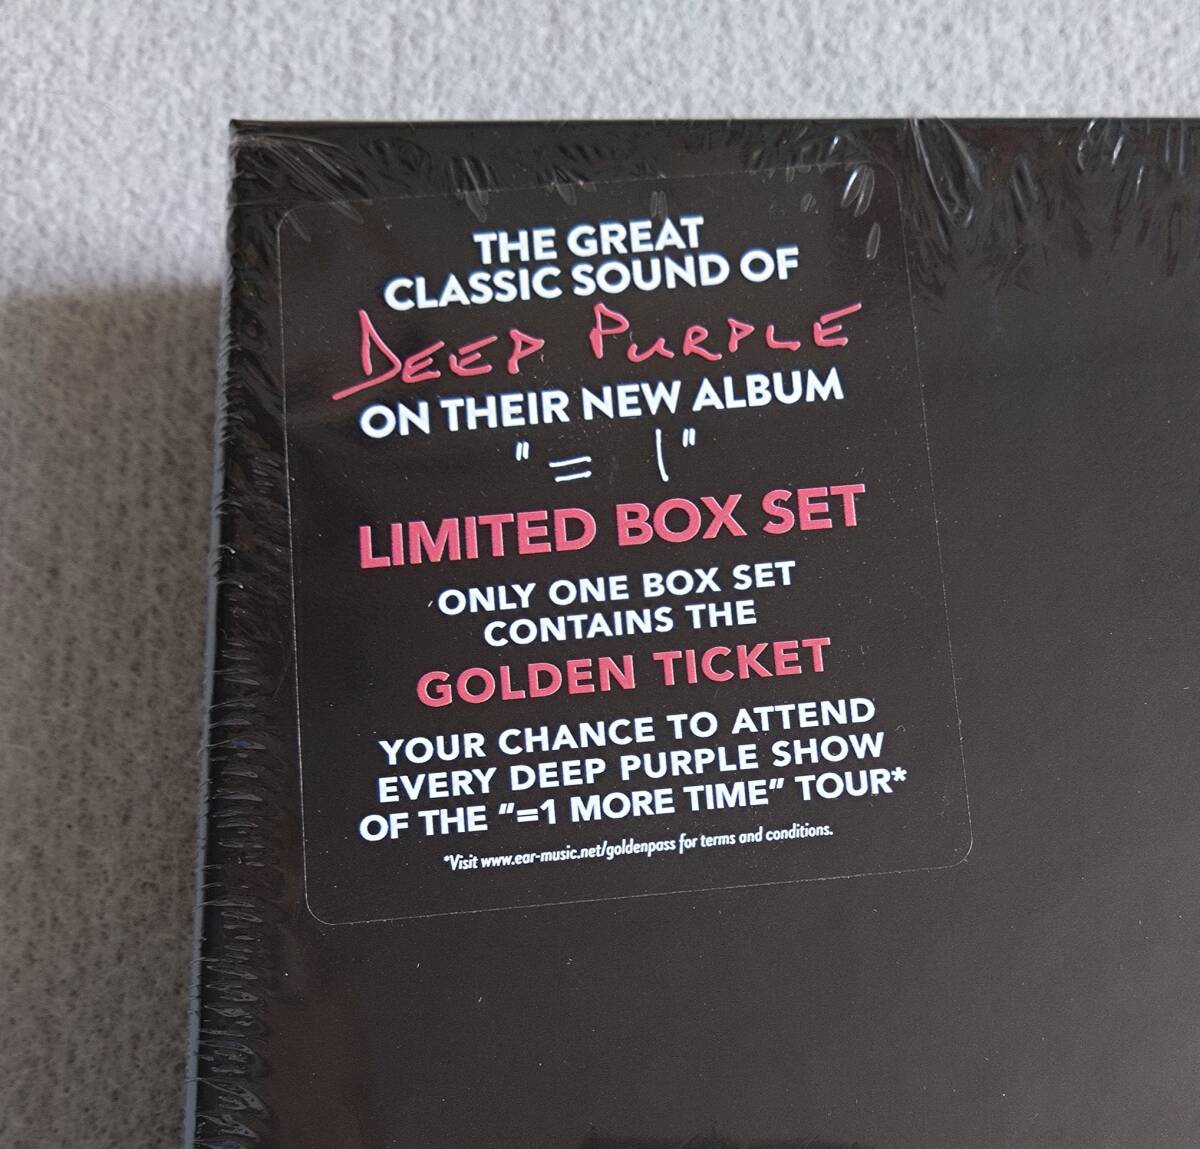 THE GREAT
CLASSIC SOUND OF
DEEP PURPLE
ON THEIR NEW ALBUM
"= 1"
LIMITED BOX SET
ONLY ONE BOX SET
CONTAINS THE
GOLDEN TICKET
YOUR CHANCE TO ATTEND
EVERY DEEP PURPLE SHOW
OF THE "=1 MORE TIME" TOUR*
*Visit www.ear-music.net/goldenpass for terms and conditions.